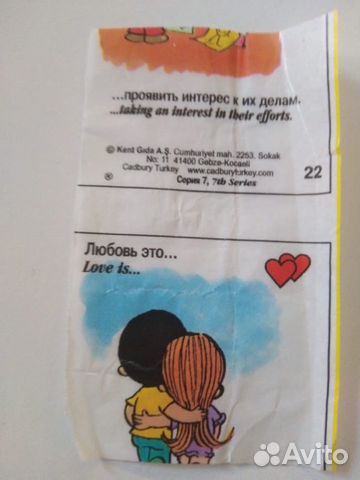 ...проявить интерес к их делам.
...taking an interest in their efforts.
© Kent Gıda A.Ş. Cumhuriyet mah. 2253. Sokak
No: 11 41400 Gebze-Kocaeli
Cadbury Turkey www.cadburyturkey.com
® Серия 7, 7th Series
22
Любовь это...
Love is...
Avito